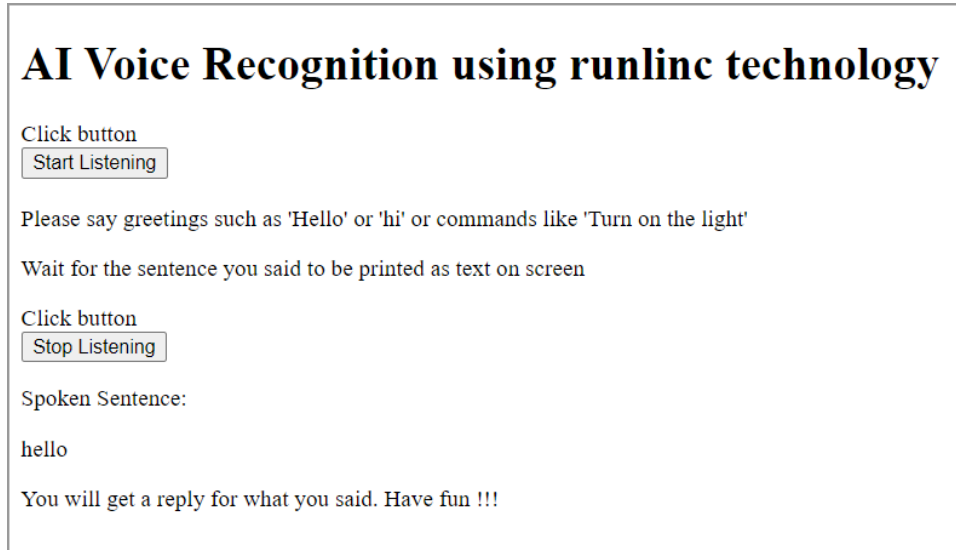 AI Voice Recognition using runlinc technology
Click button
Start Listening
Please say greetings such as 'Hello' or 'hi' or commands like 'Turn on the light'
Wait for the sentence you said to be printed as text on screen
Click button
Stop Listening
Spoken Sentence:
hello
You will get a reply for what you said. Have fun !!!